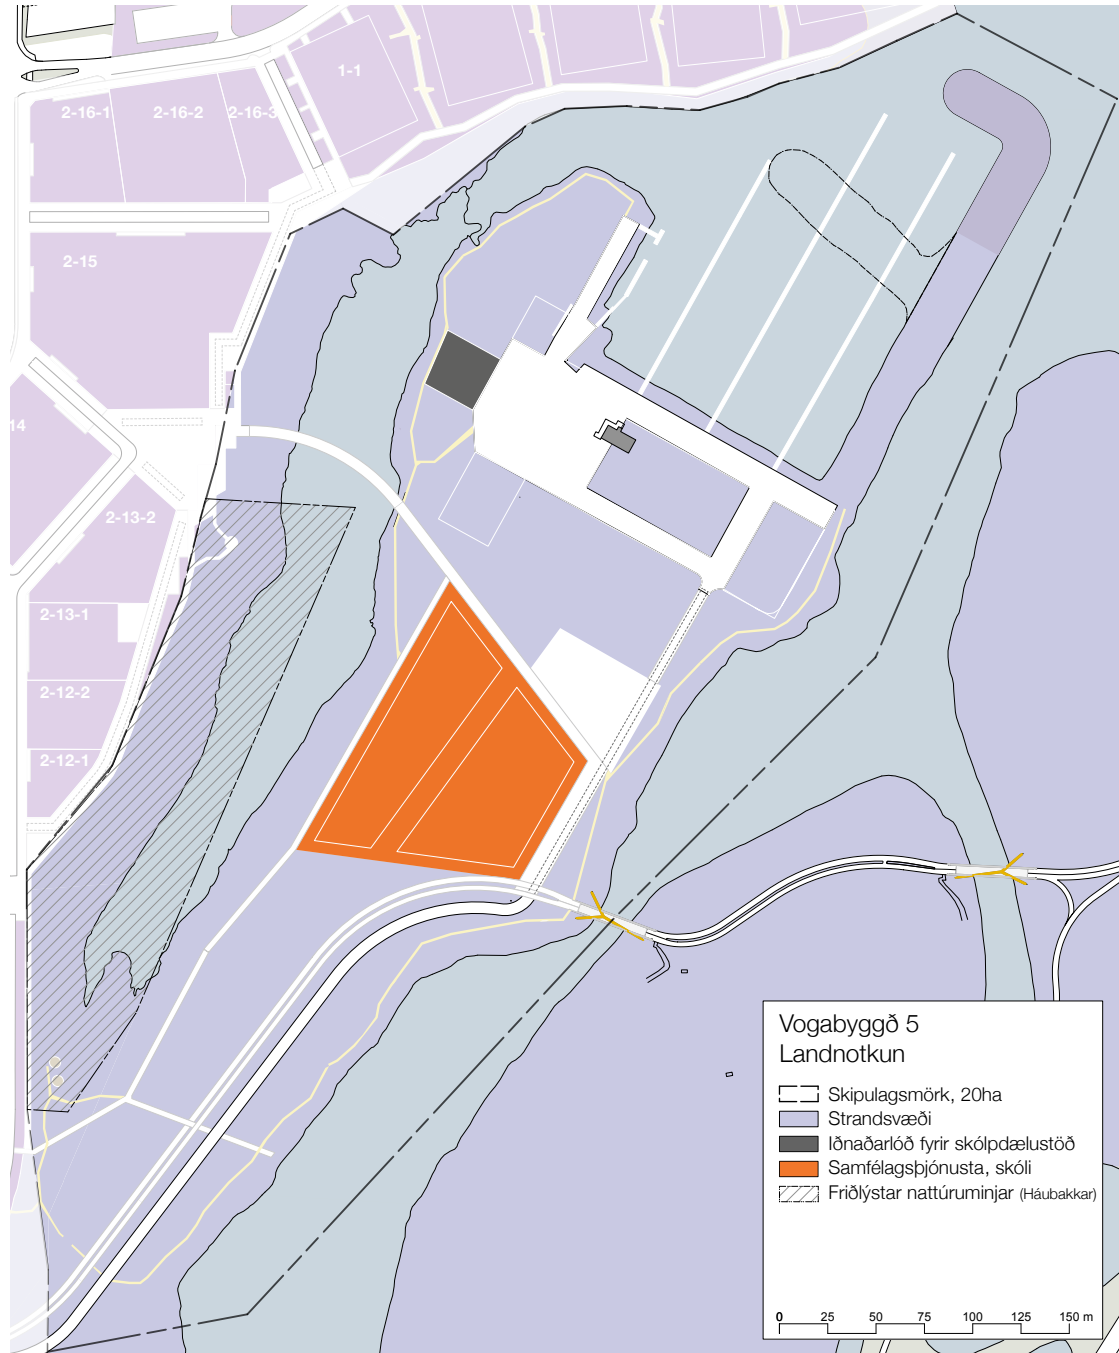 1-1
2-16-1
2-16-2
2-16-3
2-15
14
2-13-2
2-13-1
2-12-2
2-12-1
Vogabyggð 5
Landnotkun
Skipulagsmörk, 20ha
Strandsvæði
Iðnaðarlóð fyrir skólpdælustöð
Samfélagsþjónusta, skóli
Friðlýstar nattúruminjar (Háubakkar)
0 25 50 75 100 125 150 m